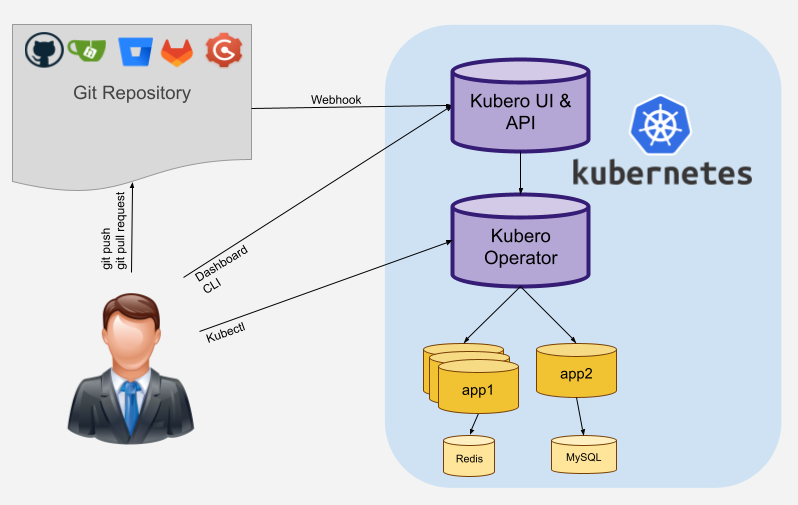 Git Repository
Webhook
Kubero UI &
API
kubernetes
git push
git pull request
Dashboard
CLI
Kubero
Operator
Kubectl
app1
app2
Redis
MySQL